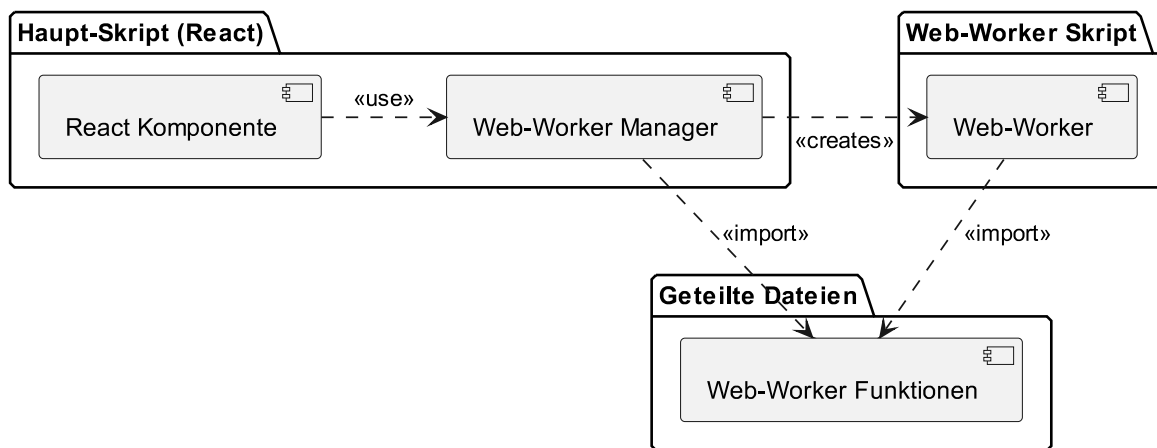 Haupt-Skript (React)
Web-Worker Skript
React Komponente
«use»
Web-Worker Manager
«creates»
Web-Worker
«import»
«import»
Geteilte Dateien
Web-Worker Funktionen